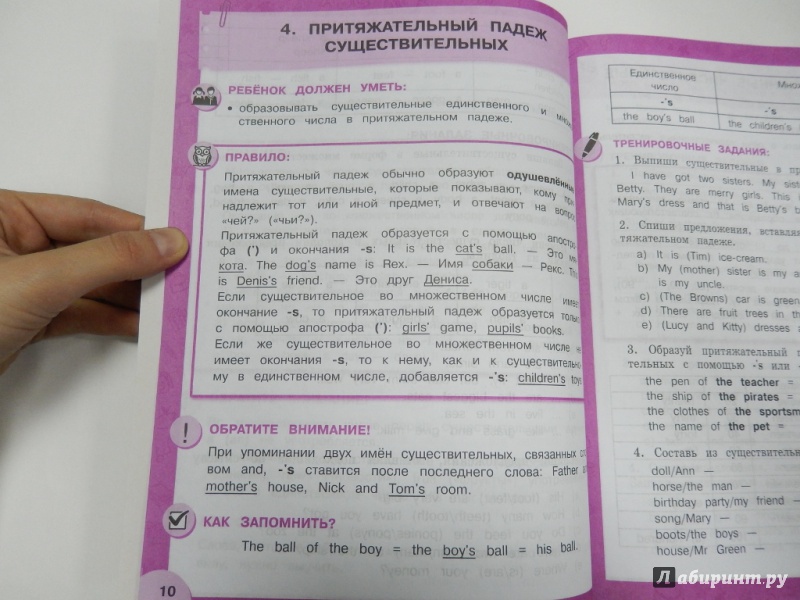 4. ПРИТЯЖАТЕЛЬНЫЙ ПАДЕЖ
СУЩЕСТВИТЕЛЬНЫХ
РЕБЁНОК ДОЛЖЕН УМЕТЬ:
• образовывать существительные единственного и множе
ственного числа в притяжательном падеже.
ПРАВИЛО:
Притяжательный падеж обычно образуют одушевлённые
имена существительные, которые показывают, кому при
надлежит тот или иной предмет, и отвечают на вопрос
«чей?» («чьи?»).
Притяжательный падеж образуется с помощью апостро
фа (') и окончания -s: It is the cat's ball. — Это
кота. The dog's name is Rex. — Имя собаки — Рекс.
is Denis's friend. — Это друг Дениса.
Если существительное во множественном числе имеет
окончание -s, то притяжательный падеж образуется только
с помощью апострофа ('): girls' game, pupils' books.
Если же существительное во множественном числе не
имеет окончания -s, то к нему, как и к существительно
му в единственном числе, добавляется -'s: children's toys
ОБРАТИТЕ ВНИМАНИЕ!
При упоминании двух имён существительных, связанных
вом and, -'s ставится после последнего слова: Father
mother's house, Nick and Tom's room.
КАК ЗАПОМНИТЬ?
The ball of the boy = the boy's ball = his ball.
10
Единственное число
Множ
-'s
-'s
the boy's ball
the children's
ТРЕНИРОВОЧНЫЕ ЗАДАНИЯ:
1. Выпиши существительные в пр
I have got two sisters. My sist
Betty. They are merry girls. This i
Mary's dress and that is Betty's b
2. Спиши предложения, вставляя
тяжательном падеже.
a) It is (Tim) ice-cream.
b) My (mother) sister is my a
is my uncle.
c) (The Browns) car is green
d) There are fruit trees in th
e) (Lucy and Kitty) dresses a
3. Образуй притяжательный п
тельных с помощью -'s или -
the pen of the teacher =
the ship of the pirates =
the clothes of the sportsm
the name of the pet =
4. Составь из существитель
doll/Ann —
horse/the man —
birthday party/my friend —
song/Mary —
boots/the boys —
house/Mr Green —
Лабиринт.ру